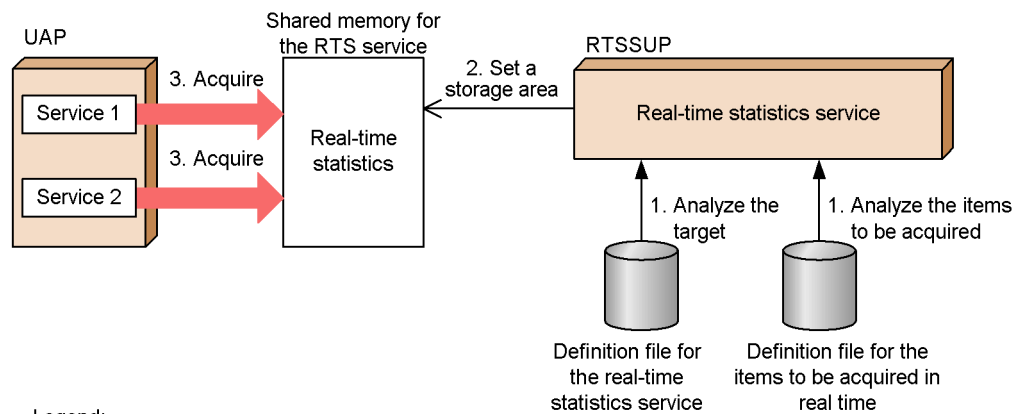 UAP
Shared memory for
the RTS service
RTSSUP
3. Acquire
2. Set a
storage area
Service 1
Real-time statistics service
Real-time
statistics
3. Acquire
Service 2
1. Analyze the
target
1. Analyze the items
to be acquired
Definition file for
the real-time
statistics service
Definition file for the
items to be acquired in
real time
Legend: